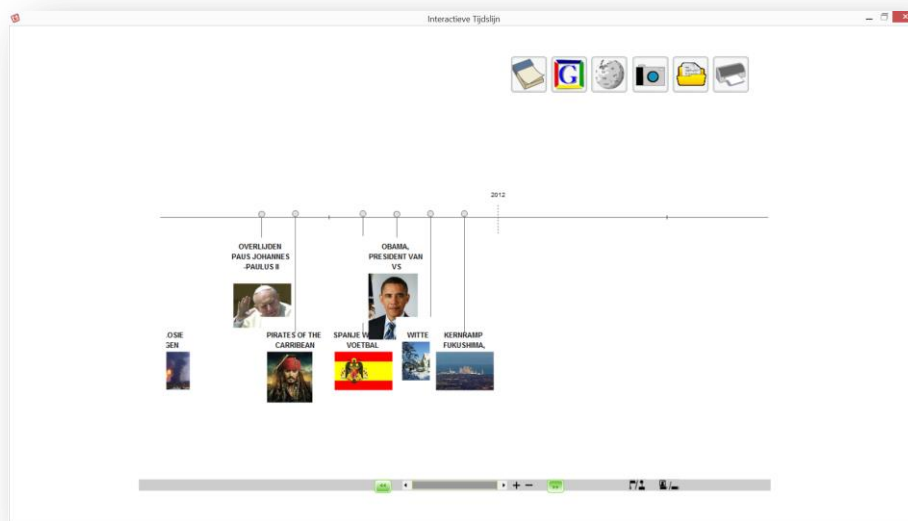 Interactieve Tijdslijn
G
2012
OVERLIJDEN
PAUS JOHANNES
-PAULUS II
OBAMA,
PRESIDENT VAN
VS
OSIE
GEN
PIRATES OF THE
CARRIBEAN
SPANJE W
VOETBAL
WITTE
KERNRAMP
FUKUSHIMA,
+ −